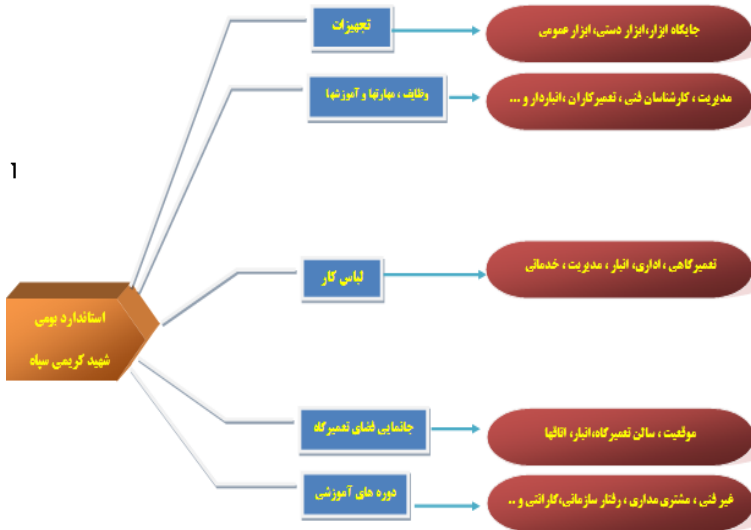 تجهیزات
جایگاه ابزار،ابزار دستی، ابزار عمومی
وظایف ، مهارتها و آموزشها
مدیریت ، کارشناسان فنی ، تعمیرکاران ،انباردار و ...
1
لباس کار
تعمیرگاهی ، اداری، انبار ، مدیریت ، خدماتی
استاندارد بومی
شهید کریمی سپاه
جانمایی فضای تعمیرگاه
موقعیت ، سالن تعمیرگاه،انبار، اتاقها
دوره های آموزشی
غیر فنی ، مشتری مداری ، رفتار سازمانی،گارانتی و ..